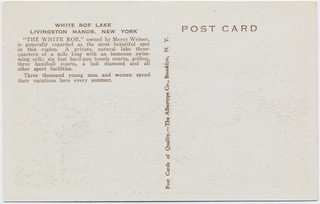 WHITE ROE LAKE
LIVINGSTON MANOR, NEW YORK
"THE WHITE ROE," owned by Meyer Weiner,
is generally regarded as the most beautiful spot
in this region. A private, natural lake three-
quarters of a mile long with an immense swim-
ming crib; six fast hard-pan tennis courts, golfing,
three handball courts, a ball diamond and all
other sport facilities.
Three thousand young men and women spend
their vacations here every summer.
POST CARD
Post Cards of Quality.—The Albertype Co., Brooklyn, N. Y.